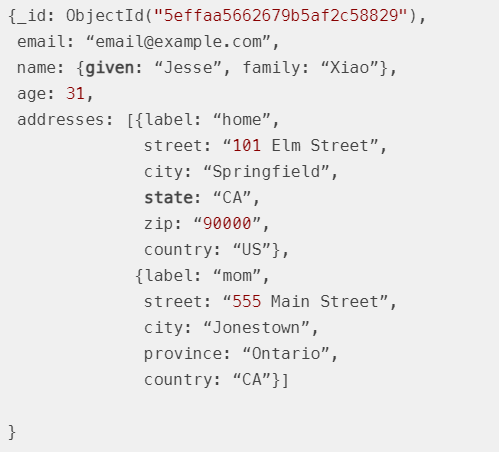 {_id: ObjectId("5effaa5662679b5af2c58829"),
 email: “email@example.com”,
 name: {given: “Jesse”, family: “Xiao”},
 age: 31,
 addresses: [{label: “home”,
              street: “101 Elm Street”,
              city: “Springfield”,
              state: “CA”,
              zip: “90000”,
              country: “US”},
             {label: “mom”,
              street: “555 Main Street”,
              city: “Jonestown”,
              province: “Ontario”,
              country: “CA”}]
}